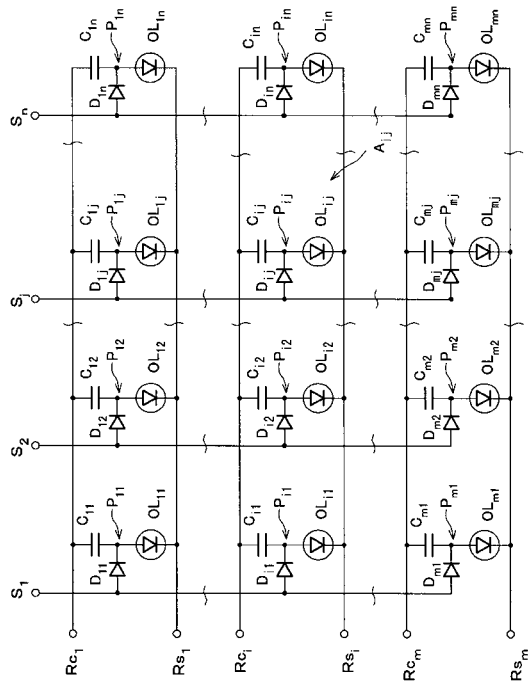 S₁ S₂ Sⱼ Sₙ
C₁₁ C₁₂ C₁ⱼ C₁ₙ
Rc₁
D₁₁ P₁₁ D₁₂ P₁₂ D₁ⱼ P₁ⱼ D₁ₙ P₁ₙ
OL₁₁ OL₁₂ OL₁ⱼ OL₁ₙ
Rs₁
Cᵢ₁ Cᵢ₂ Cᵢⱼ Cᵢₙ
Rcᵢ
Dᵢ₁ Pᵢ₁ Dᵢ₂ Pᵢ₂ Dᵢⱼ Pᵢⱼ Dᵢₙ Pᵢₙ
OLᵢ₁ OLᵢ₂ OLᵢⱼ OLᵢₙ
Rsᵢ
Aᵢⱼ
Cₘ₁ Cₘ₂ Cₘⱼ Cₘₙ
Rcₘ
Dₘ₁ Pₘ₁ Dₘ₂ Pₘ₂ Dₘⱼ Pₘⱼ Dₘₙ Pₘₙ
OLₘ₁ OLₘ₂ OLₘⱼ OLₘₙ
Rsₘ